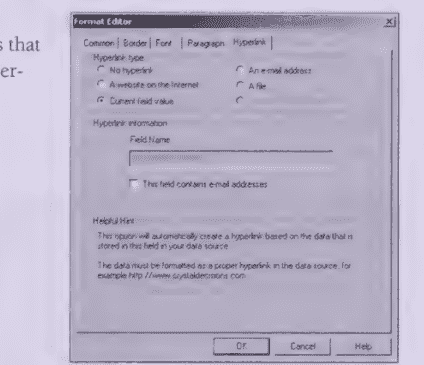 s that
er-
Format Editor
Common Border Font Paragraph Hyperlink
Hyperlink type
No hyperlink An e-mail address
A website on the Internet A file
Current field value
Hyperlink information
Field Name
This field contains e-mail addresses
Helpful Hint
This option will automatically create a hyperlink based on the data that is
stored in this field in your data source
The data must be formatted as a proper hyperlink in the data source, for
example http://www.crystaldecisions.com
OK Cancel Help